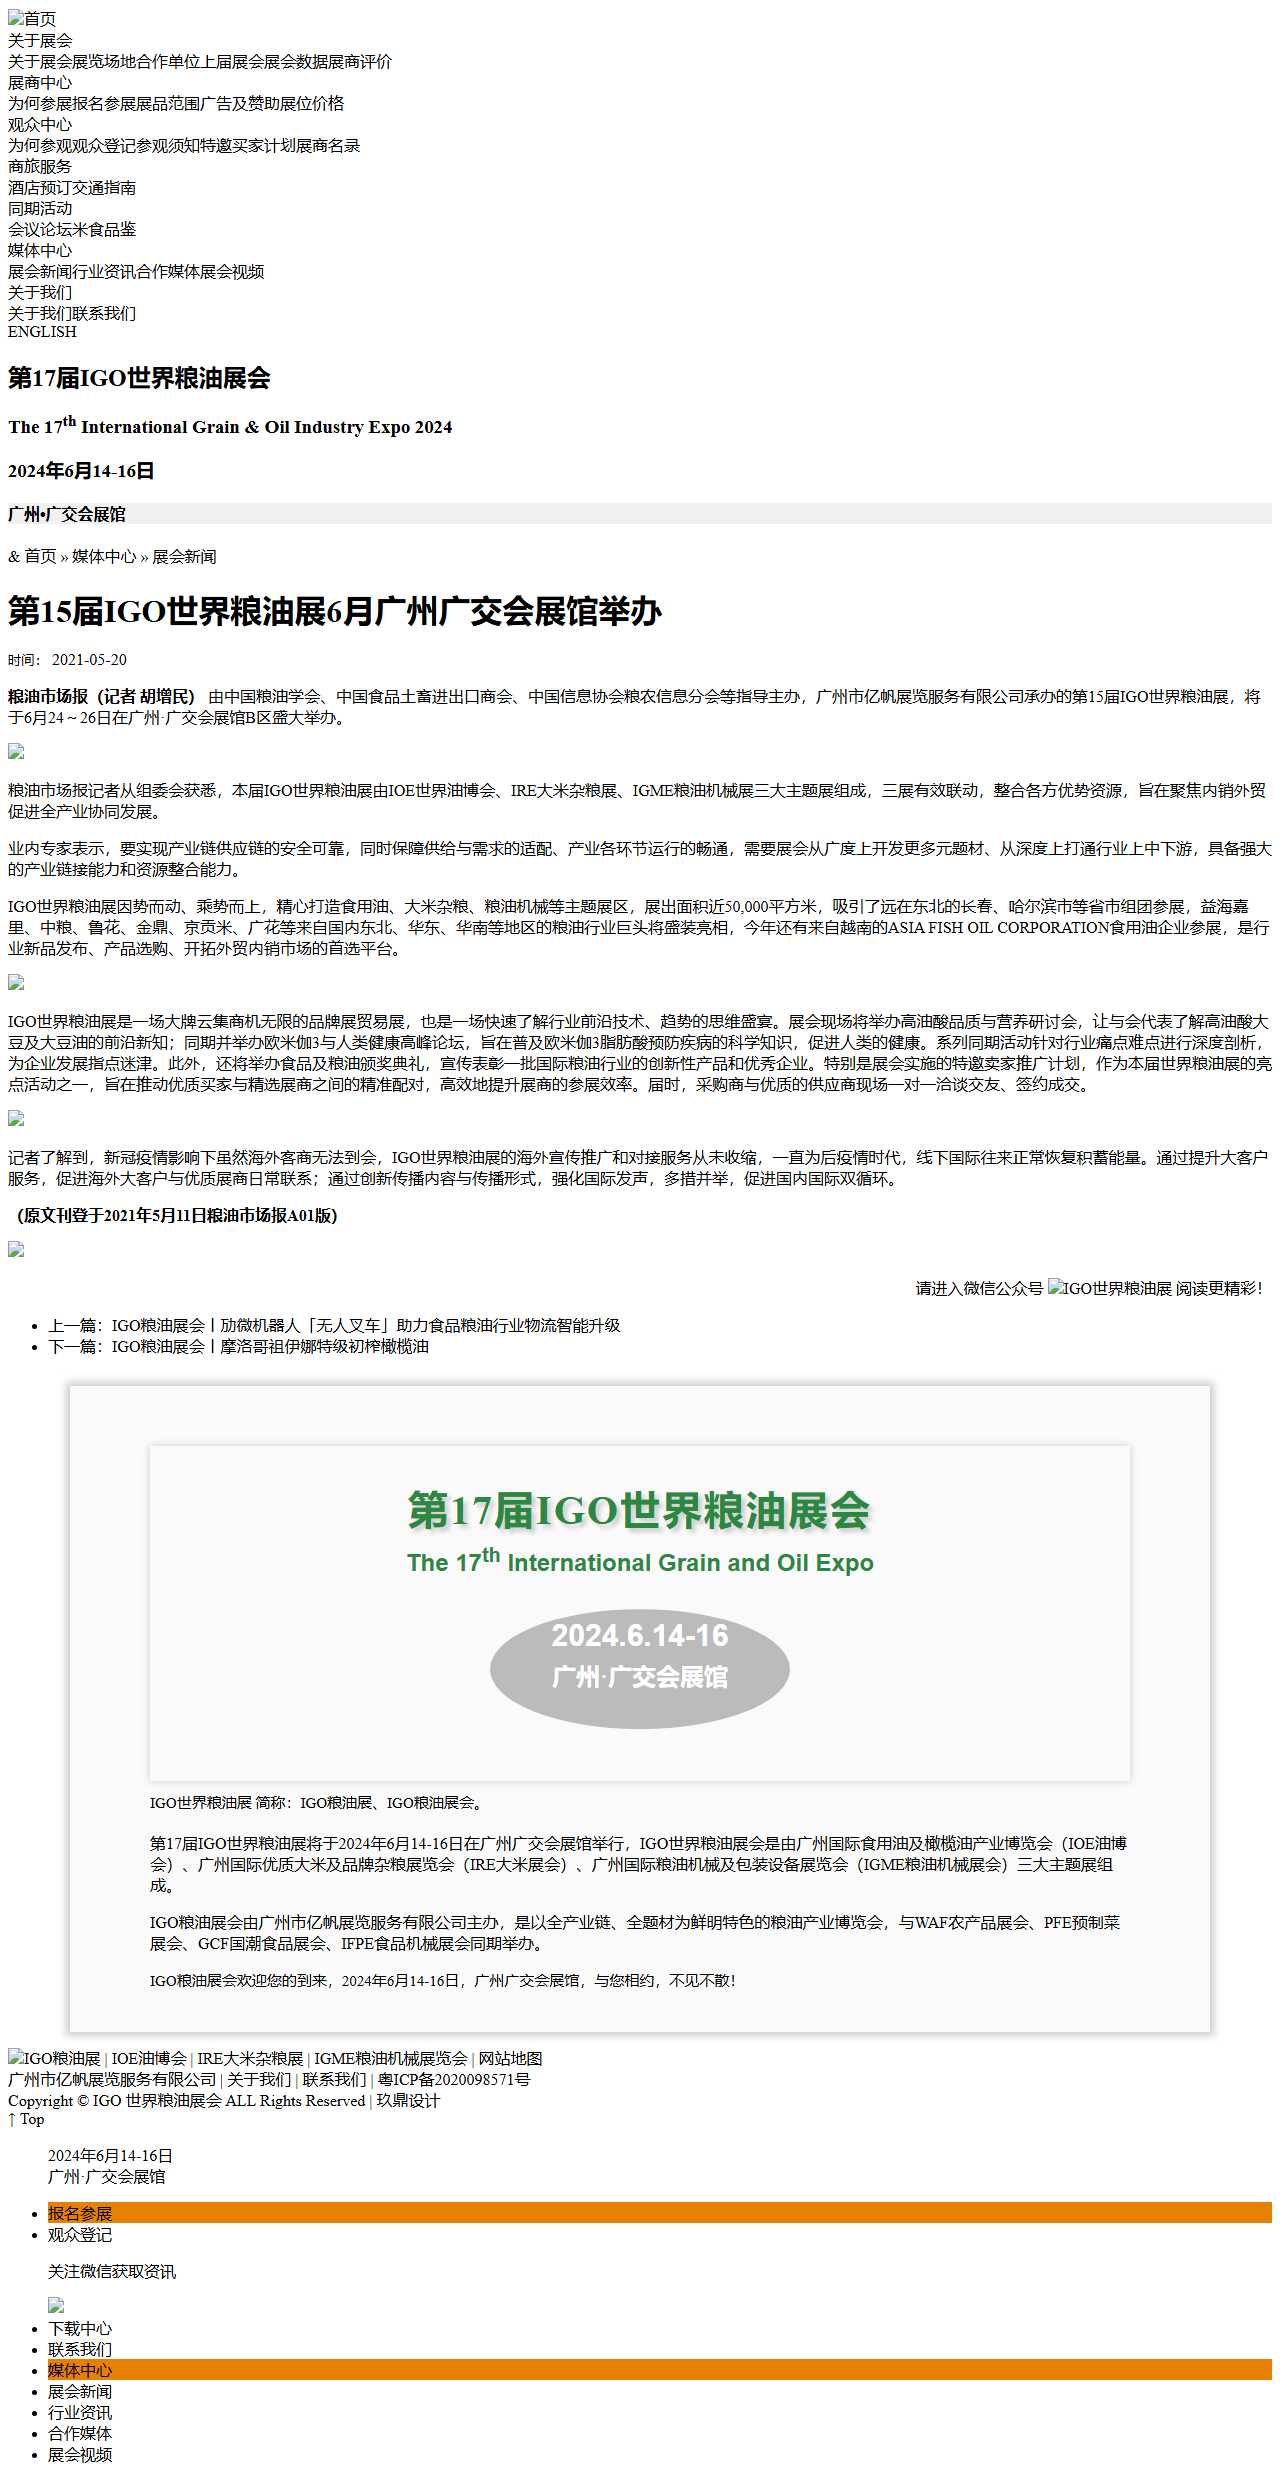 首页
关于展会
关于展会展览场地合作单位上届展会展会数据展商评价
展商中心
为何参展报名参展展品范围广告及赞助展位价格
观众中心
为何参观观众登记参观须知特邀买家计划展商名录
商旅服务
酒店预订交通指南
同期活动
会议论坛米食品鉴
媒体中心
展会新闻行业资讯合作媒体展会视频
关于我们
关于我们联系我们
ENGLISH
第17届IGO世界粮油展会
The 17th International Grain & Oil Industry Expo 2024
2024年6月14-16日
广州•广交会展馆
& 首页 » 媒体中心 » 展会新闻
第15届IGO世界粮油展6月广州广交会展馆举办
时间： 2021-05-20
粮油市场报（记者 胡增民） 由中国粮油学会、中国食品土畜进出口商会、中国信息协会粮农信息分会等指导主办，广州市亿帆展览服务有限公司承办的第15届IGO世界粮油展，将
于6月24～26日在广州·广交会展馆B区盛大举办。
粮油市场报记者从组委会获悉，本届IGO世界粮油展由IOE世界油博会、IRE大米杂粮展、IGME粮油机械展三大主题展组成，三展有效联动，整合各方优势资源，旨在聚焦内销外贸
促进全产业协同发展。
业内专家表示，要实现产业链供应链的安全可靠，同时保障供给与需求的适配、产业各环节运行的畅通，需要展会从广度上开发更多元题材、从深度上打通行业上中下游，具备强大
的产业链接能力和资源整合能力。
IGO世界粮油展因势而动、乘势而上，精心打造食用油、大米杂粮、粮油机械等主题展区，展出面积近50,000平方米，吸引了远在东北的长春、哈尔滨市等省市组团参展，益海嘉
里、中粮、鲁花、金鼎、京贡米、广花等来自国内东北、华东、华南等地区的粮油行业巨头将盛装亮相，今年还有来自越南的ASIA FISH OIL CORPORATION食用油企业参展，是行
业新品发布、产品选购、开拓外贸内销市场的首选平台。
IGO世界粮油展是一场大牌云集商机无限的品牌展贸易展，也是一场快速了解行业前沿技术、趋势的思维盛宴。展会现场将举办高油酸品质与营养研讨会，让与会代表了解高油酸大
豆及大豆油的前沿新知；同期并举办欧米伽3与人类健康高峰论坛，旨在普及欧米伽3脂肪酸预防疾病的科学知识，促进人类的健康。系列同期活动针对行业痛点难点进行深度剖析，
为企业发展指点迷津。此外，还将举办食品及粮油颁奖典礼，宣传表彰一批国际粮油行业的创新性产品和优秀企业。特别是展会实施的特邀卖家推广计划，作为本届世界粮油展的亮
点活动之一，旨在推动优质买家与精选展商之间的精准配对，高效地提升展商的参展效率。届时，采购商与优质的供应商现场一对一洽谈交友、签约成交。
记者了解到，新冠疫情影响下虽然海外客商无法到会，IGO世界粮油展的海外宣传推广和对接服务从未收缩，一直为后疫情时代，线下国际往来正常恢复积蓄能量。通过提升大客户
服务，促进海外大客户与优质展商日常联系；通过创新传播内容与传播形式，强化国际发声，多措并举，促进国内国际双循环。
（原文刊登于2021年5月11日粮油市场报A01版）
请进入微信公众号 IGO世界粮油展 阅读更精彩！
上一篇：IGO粮油展会丨劢微机器人「无人叉车」助力食品粮油行业物流智能升级
下一篇：IGO粮油展会丨摩洛哥祖伊娜特级初榨橄榄油
第17届IGO世界粮油展会
The 17th International Grain and Oil Expo
2024.6.14-16
广州·广交会展馆
IGO世界粮油展 简称：IGO粮油展、IGO粮油展会。
第17届IGO世界粮油展将于2024年6月14-16日在广州广交会展馆举行，IGO世界粮油展会是由广州国际食用油及橄榄油产业博览会（IOE油博
会）、广州国际优质大米及品牌杂粮展览会（IRE大米展会）、广州国际粮油机械及包装设备展览会（IGME粮油机械展会）三大主题展组
成。
IGO粮油展会由广州市亿帆展览服务有限公司主办，是以全产业链、全题材为鲜明特色的粮油产业博览会，与WAF农产品展会、PFE预制菜
展会、GCF国潮食品展会、IFPE食品机械展会同期举办。
IGO粮油展会欢迎您的到来，2024年6月14-16日，广州广交会展馆，与您相约，不见不散！
IGO粮油展 | IOE油博会 | IRE大米杂粮展 | IGME粮油机械展览会 | 网站地图
广州市亿帆展览服务有限公司 | 关于我们 | 联系我们 | 粤ICP备2020098571号
Copyright © IGO 世界粮油展会 ALL Rights Reserved | 玖鼎设计
↑ Top
2024年6月14-16日
广州·广交会展馆
报名参展
观众登记
关注微信获取资讯
下载中心
联系我们
媒体中心
展会新闻
行业资讯
合作媒体
展会视频